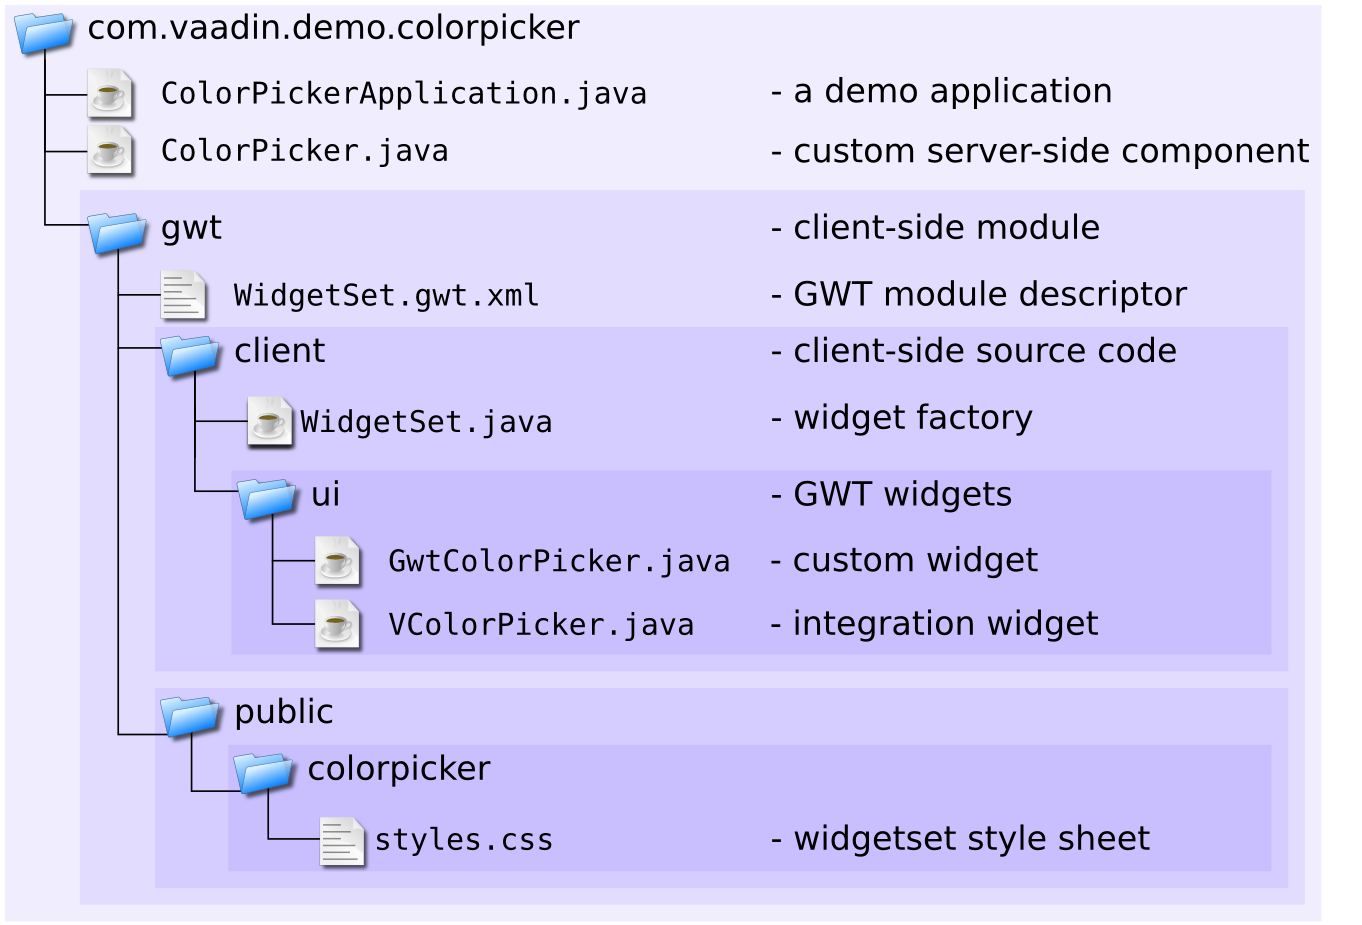 com.vaadin.demo.colorpicker
ColorPickerApplication.java - a demo application
ColorPicker.java - custom server-side component
gwt - client-side module
WidgetSet.gwt.xml - GWT module descriptor
client - client-side source code
WidgetSet.java - widget factory
ui - GWT widgets
GwtColorPicker.java - custom widget
VColorPicker.java - integration widget
public
colorpicker
styles.css - widgetset style sheet